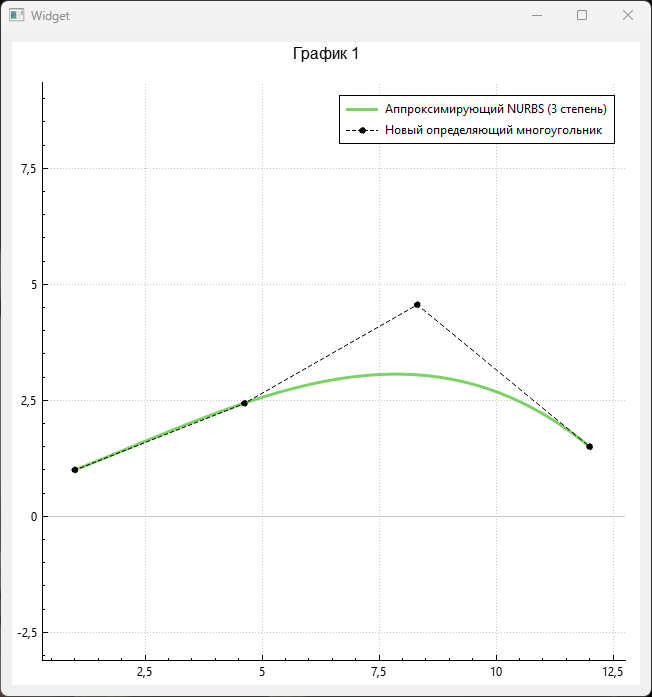 Widget
График 1
Аппроксимирующий NURBS (3 степень)
Новый определяющий многоугольник
7,5
5
2,5
0
-2,5
2,5 5 7,5 10 12,5